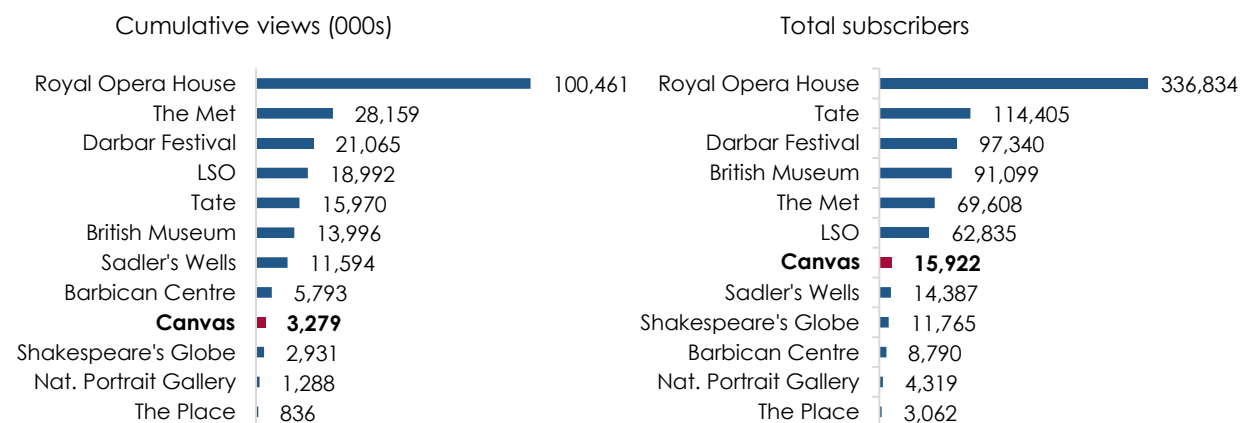 Cumulative views (000s)
Royal Opera House 100,461
The Met 28,159
Darbar Festival 21,065
LSO 18,992
Tate 15,970
British Museum 13,996
Sadler's Wells 11,594
Barbican Centre 5,793
Canvas 3,279
Shakespeare's Globe 2,931
Nat. Portrait Gallery 1,288
The Place 836
Total subscribers
Royal Opera House 336,834
Tate 114,405
Darbar Festival 97,340
British Museum 91,099
The Met 69,608
LSO 62,835
Canvas 15,922
Sadler's Wells 14,387
Shakespeare's Globe 11,765
Barbican Centre 8,790
Nat. Portrait Gallery 4,319
The Place 3,062